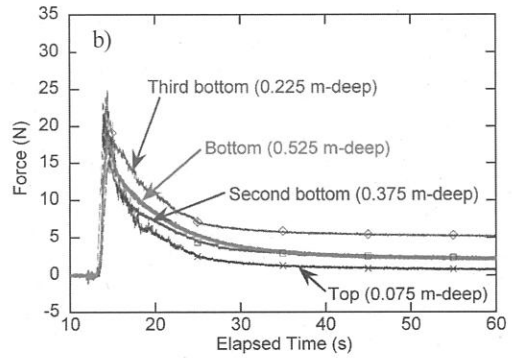 35
30
25
20
15
10
5
0
-5
b)
Third bottom (0.225 m-deep)
Bottom (0.525 m-deep)
Second bottom (0.375 m-deep)
Top (0.075 m-deep)
Force (N)
10 20 30 40 50 60
Elapsed Time (s)